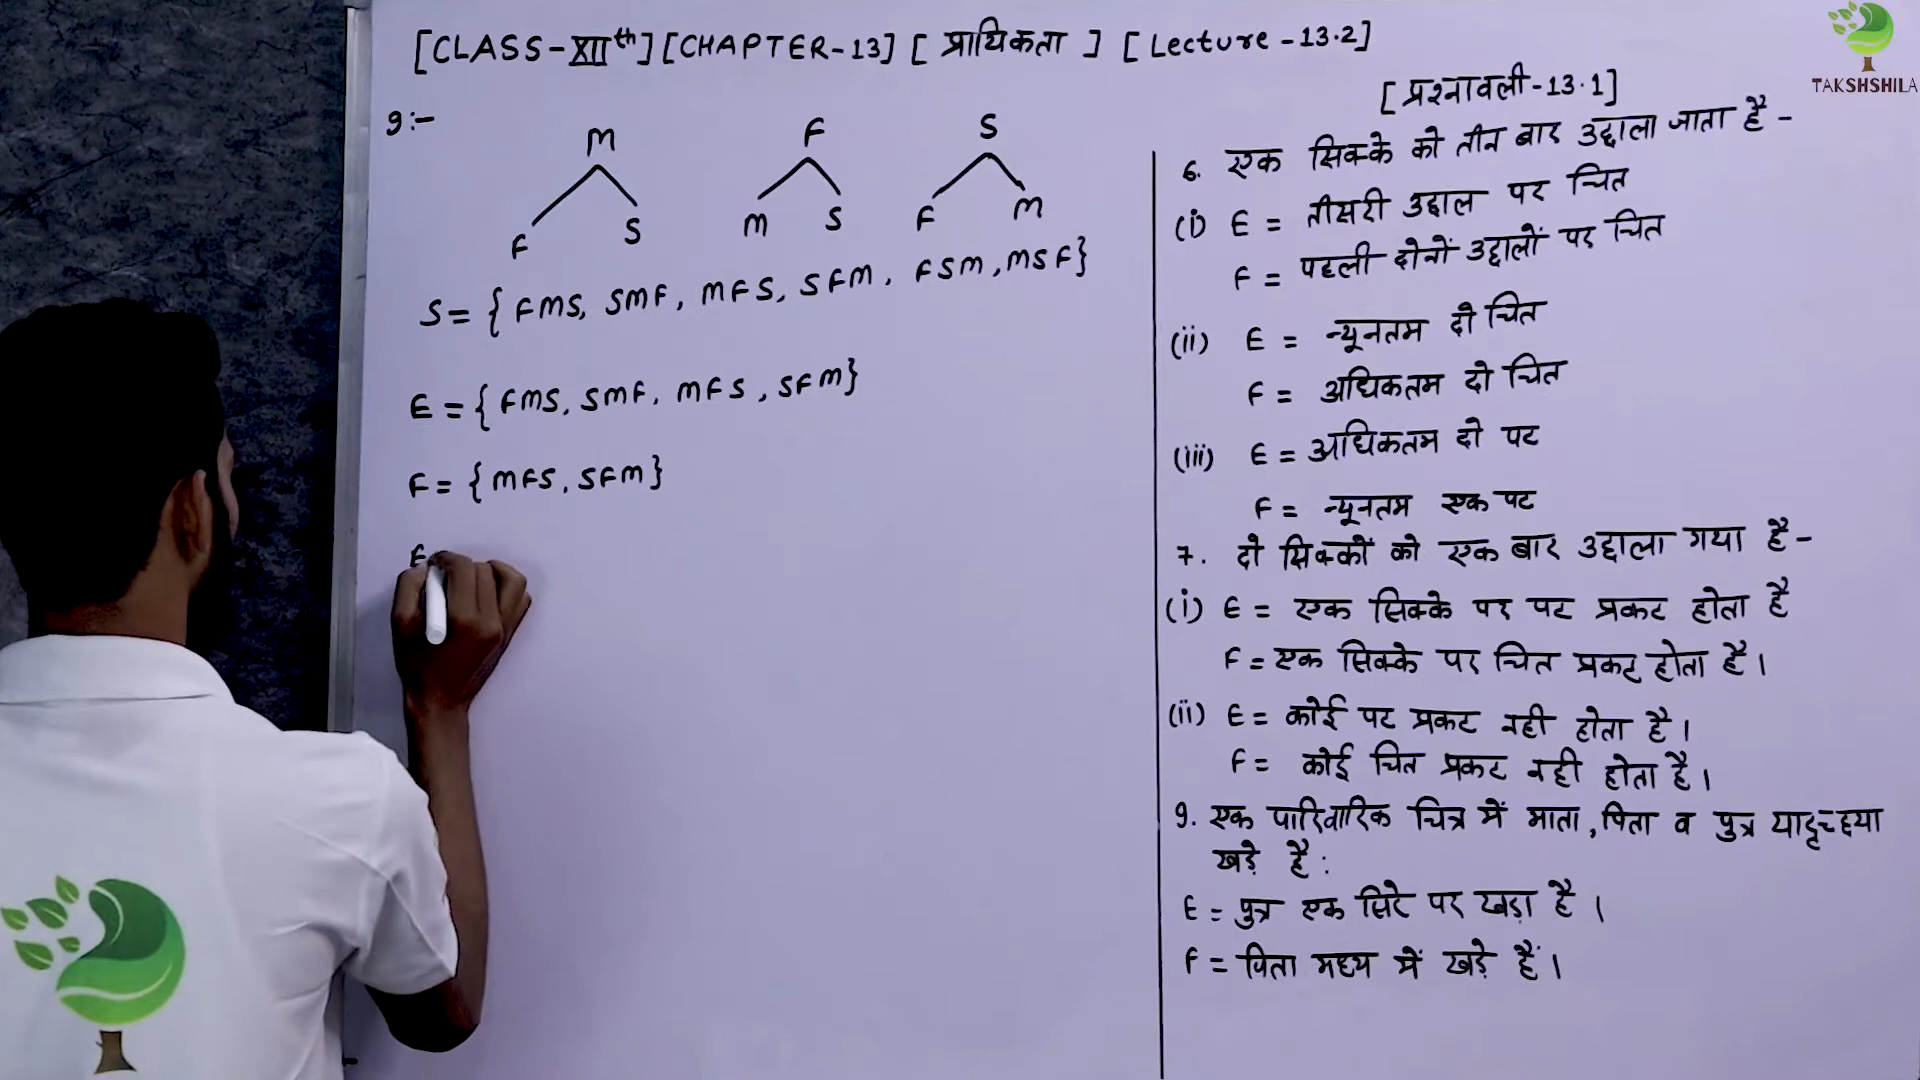 [CLASS-XIIth] [CHAPTER-13] [ प्रायिकता ] [ Lecture -13.2]
TAKSHSHILA
9:-
M
F S
F
M S
S
F M
S = { FMS, SMF, MFS, SFM, FSM, MSF}
E = { FMS, SMF, MFS, SFM}
F = { MFS, SFM}
E
[ प्रश्नावली-13.1]
6. एक सिक्के को तीन बार उछाला जाता है -
(i) E = तीसरी उछाल पर चित
F = पहली दोनों उछालों पर चित
(ii) E = न्यूनतम दो चित
F = अधिकतम दो चित
(iii) E = अधिकतम दो पट
F = न्यूनतम एक पट
7. दो सिक्कों को एक बार उछाला गया है -
(i) E = एक सिक्के पर पट प्रकट होता है
F = एक सिक्के पर चित प्रकट होता है।
(ii) E = कोई पट प्रकट नही होता है।
F = कोई चित प्रकट नही होता है।
9. एक पारिवारिक चित्र में माता, पिता व पुत्र यादृच्छया
खड़े है :
E = पुत्र एक सिरे पर खड़ा है ।
F = पिता मध्य में खड़े हैं ।